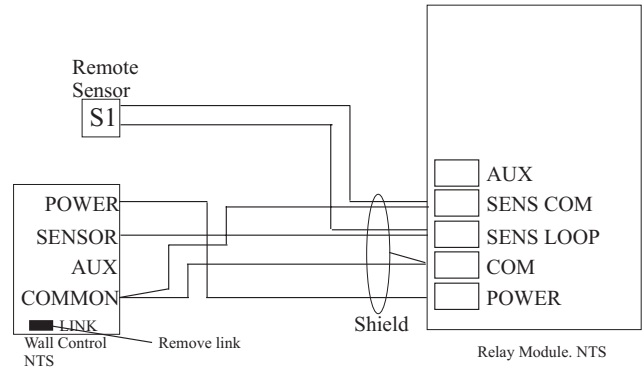 Remote
Sensor
S1
AUX
SENS COM
SENS LOOP
COM
POWER
Relay Module. NTS
POWER
SENSOR
AUX
COMMON
LINK
Wall Control
NTS
Remove link
Shield